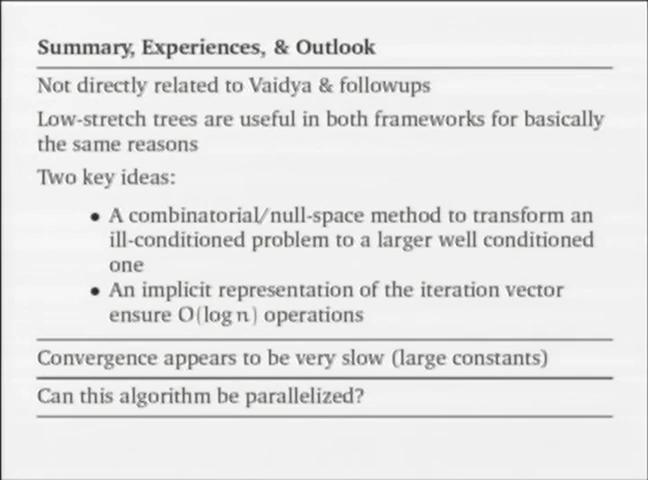 Summary, Experiences, & Outlook
Not directly related to Vaidya & followups
Low-stretch trees are useful in both frameworks for basically
the same reasons
Two key ideas:
• A combinatorial/null-space method to transform an
ill-conditioned problem to a larger well conditioned
one
• An implicit representation of the iteration vector
ensure O(log n) operations
Convergence appears to be very slow (large constants)
Can this algorithm be parallelized?